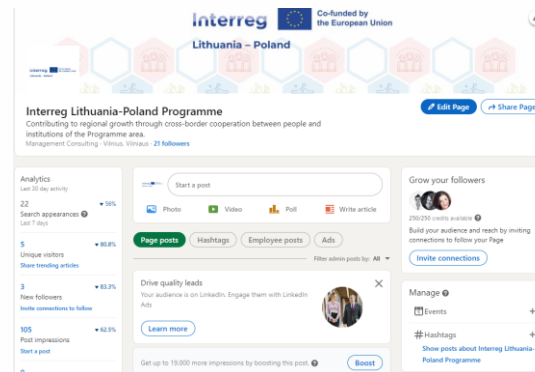 Interreg
Co-funded by
the European Union
Lithuania – Poland
Interreg Lithuania-Poland Programme
Edit Page
Share Page
Contributing to regional growth through cross-border cooperation between people and
institutions of the Programme area.
Management Consulting · Vilnius, Vilniaus · 21 followers
Analytics
Last 30 day activity
22
▾ 56%
Search appearances
Last 7 days
5
▾ 80.8%
Unique visitors
Share trending articles
3
▾ 83.3%
New followers
Invite connections to follow
105
▾ 62.5%
Post impressions
Start a post
Start a post
Photo
Video
Poll
Write article
Page posts
Hashtags
Employee posts
Ads
Filter admin posts by: All
Drive quality leads
Your audience is on LinkedIn. Engage them with LinkedIn
Ads
Learn more
Get up to 19,000 more impressions by boosting this post.
Boost
Grow your followers
250/250 credits available
Build your audience and reach by inviting
connections to follow your Page
Invite connections
Manage
Events
+
#Hashtags
+
Show posts about Interreg Lithuania-
Poland Programme